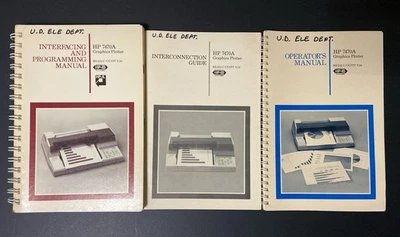 U.D. ELE DEPT.
INTERFACING
AND
PROGRAMMING
MANUAL
HP 7470A
Graphics Plotter
U.D. ELE DEPT.
INTERCONNECTION
GUIDE
HP 7470A
Graphics Plotter
U.D. ELE DEPT.
OPERATOR'S
MANUAL
HP 7470A
Graphics Plotter